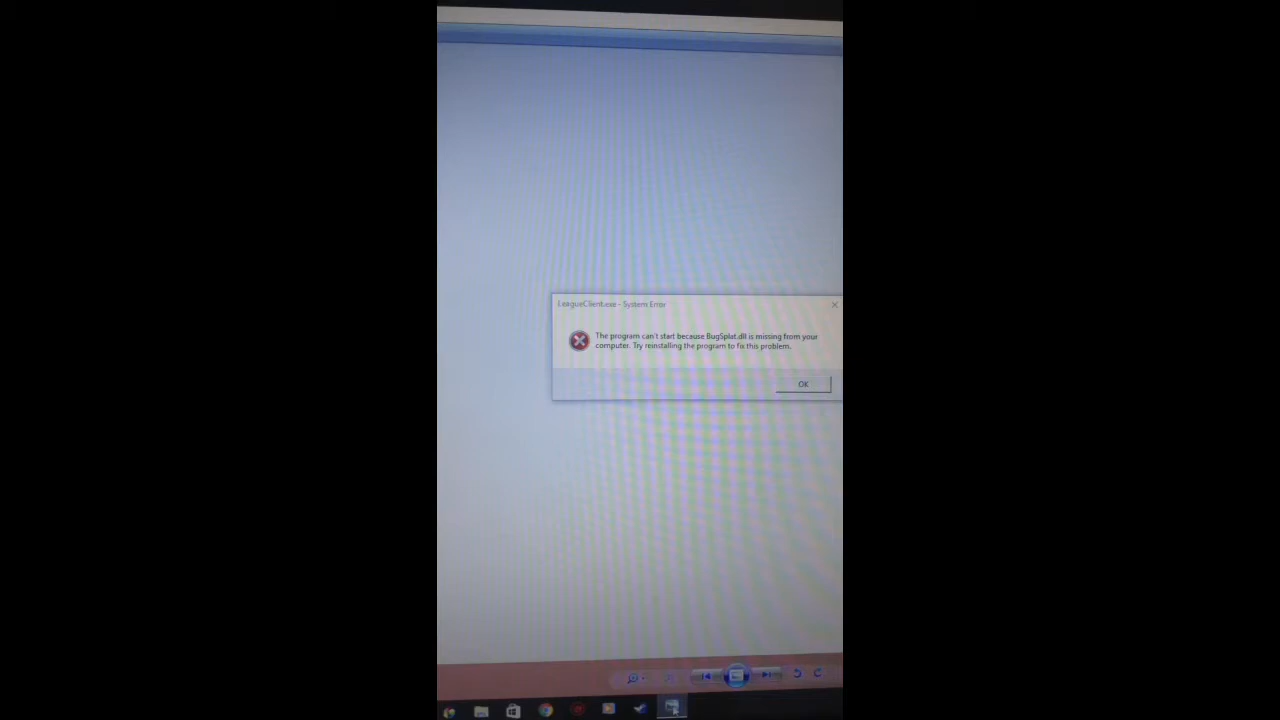 LeagueClient.exe - System Error
The program can't start because BugSplat.dll is missing from your
computer. Try reinstalling the program to fix this problem.
OK